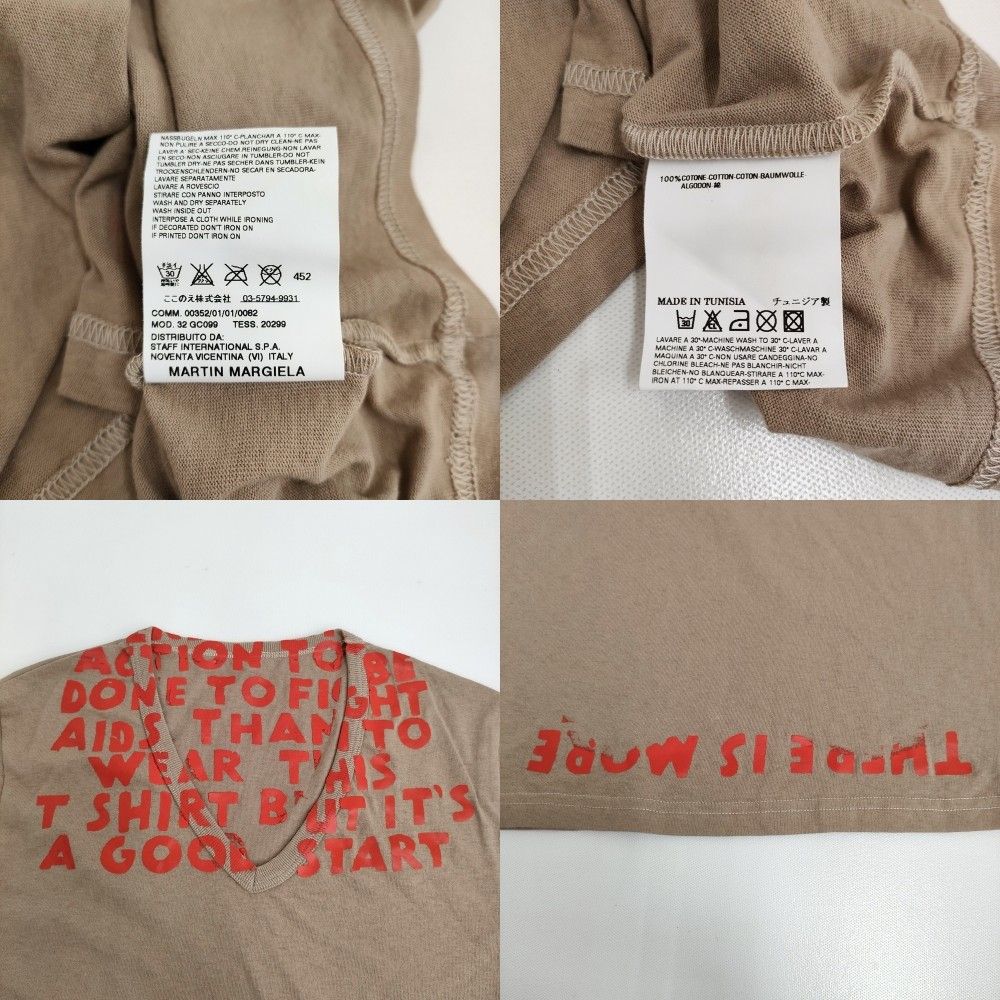 NASSBÜGELN MAX 110° C-PLANCHAR A 110° C MAX-
NON PULIRE A SECCO-DO NOT DRY CLEAN-NE PAS
LAVER A' SEC-KEINE CHEM.REINEGUNG-NON LAVAR
EN SECO-NON ASCIUGARE IN TUMBLER-DO NOT
TUMBLER DRY-NE PAS SECHER DANS TUMBLER-KEIN
TROCKENSCHLENDERN-NO SECAR EN SECADORA-
LAVARE SEPARATAMENTE
LAVARE A ROVESCIO
STIRARE CON PANNO INTERPOSTO
WASH AND DRY SEPARATELY
WASH INSIDE OUT
INTERPOSE A CLOTH WHILE IRONING
IF DECORATED DON'T IRON ON
IF PRINTED DON'T IRON ON
30
452
ここのえ株式会社 03-5794-9931
COMM. 00352/01/01/0082
MOD. 32 GC099 TESS. 20299
DISTRIBUITO DA:
STAFF INTERNATIONAL S.P.A.
NOVENTA VICENTINA (VI) ITALY
MARTIN MARGIELA
100%COTONE-COTTON-COTON-BAUMWOLLE
ALGODON-綿
MADE IN TUNISIA チュニジア製
30
LAVARE A 30°-MACHINE WASH TO 30° C-LAVER A
MACHINE A 30° C-WASCHMASCHINE 30° C-LAVAR A
MAQUINA A 30° C-NON USARE CANDEGGINA-NO
CHLORINE BLEACH-NE PAS BLANCHIR-NICHT
BLEICHEN-NO BLANQUEAR-STIRARE A 110°C MAX-
IRON AT 110° C MAX-REPASSER A 110° C MAX-
ACTION TO BE
DONE TO FIGHT
AIDS THAN TO
WEAR THIS
T SHIRT BUT IT'S
A GOOD START
THERE IS MORE